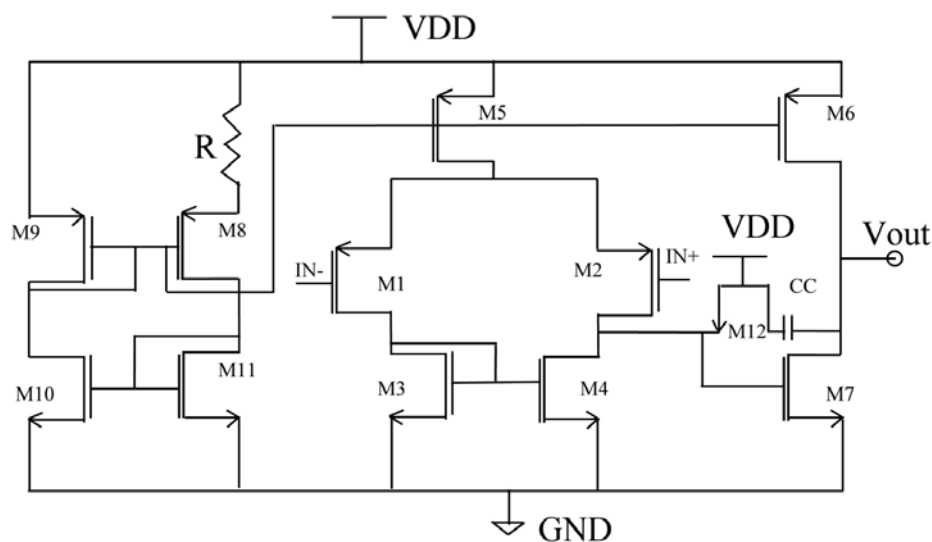 VDD
M5
M6
R
M9
M8
VDD
Vout
IN-
M1
M2
IN+
CC
M12
M10
M11
M3
M4
M7
GND